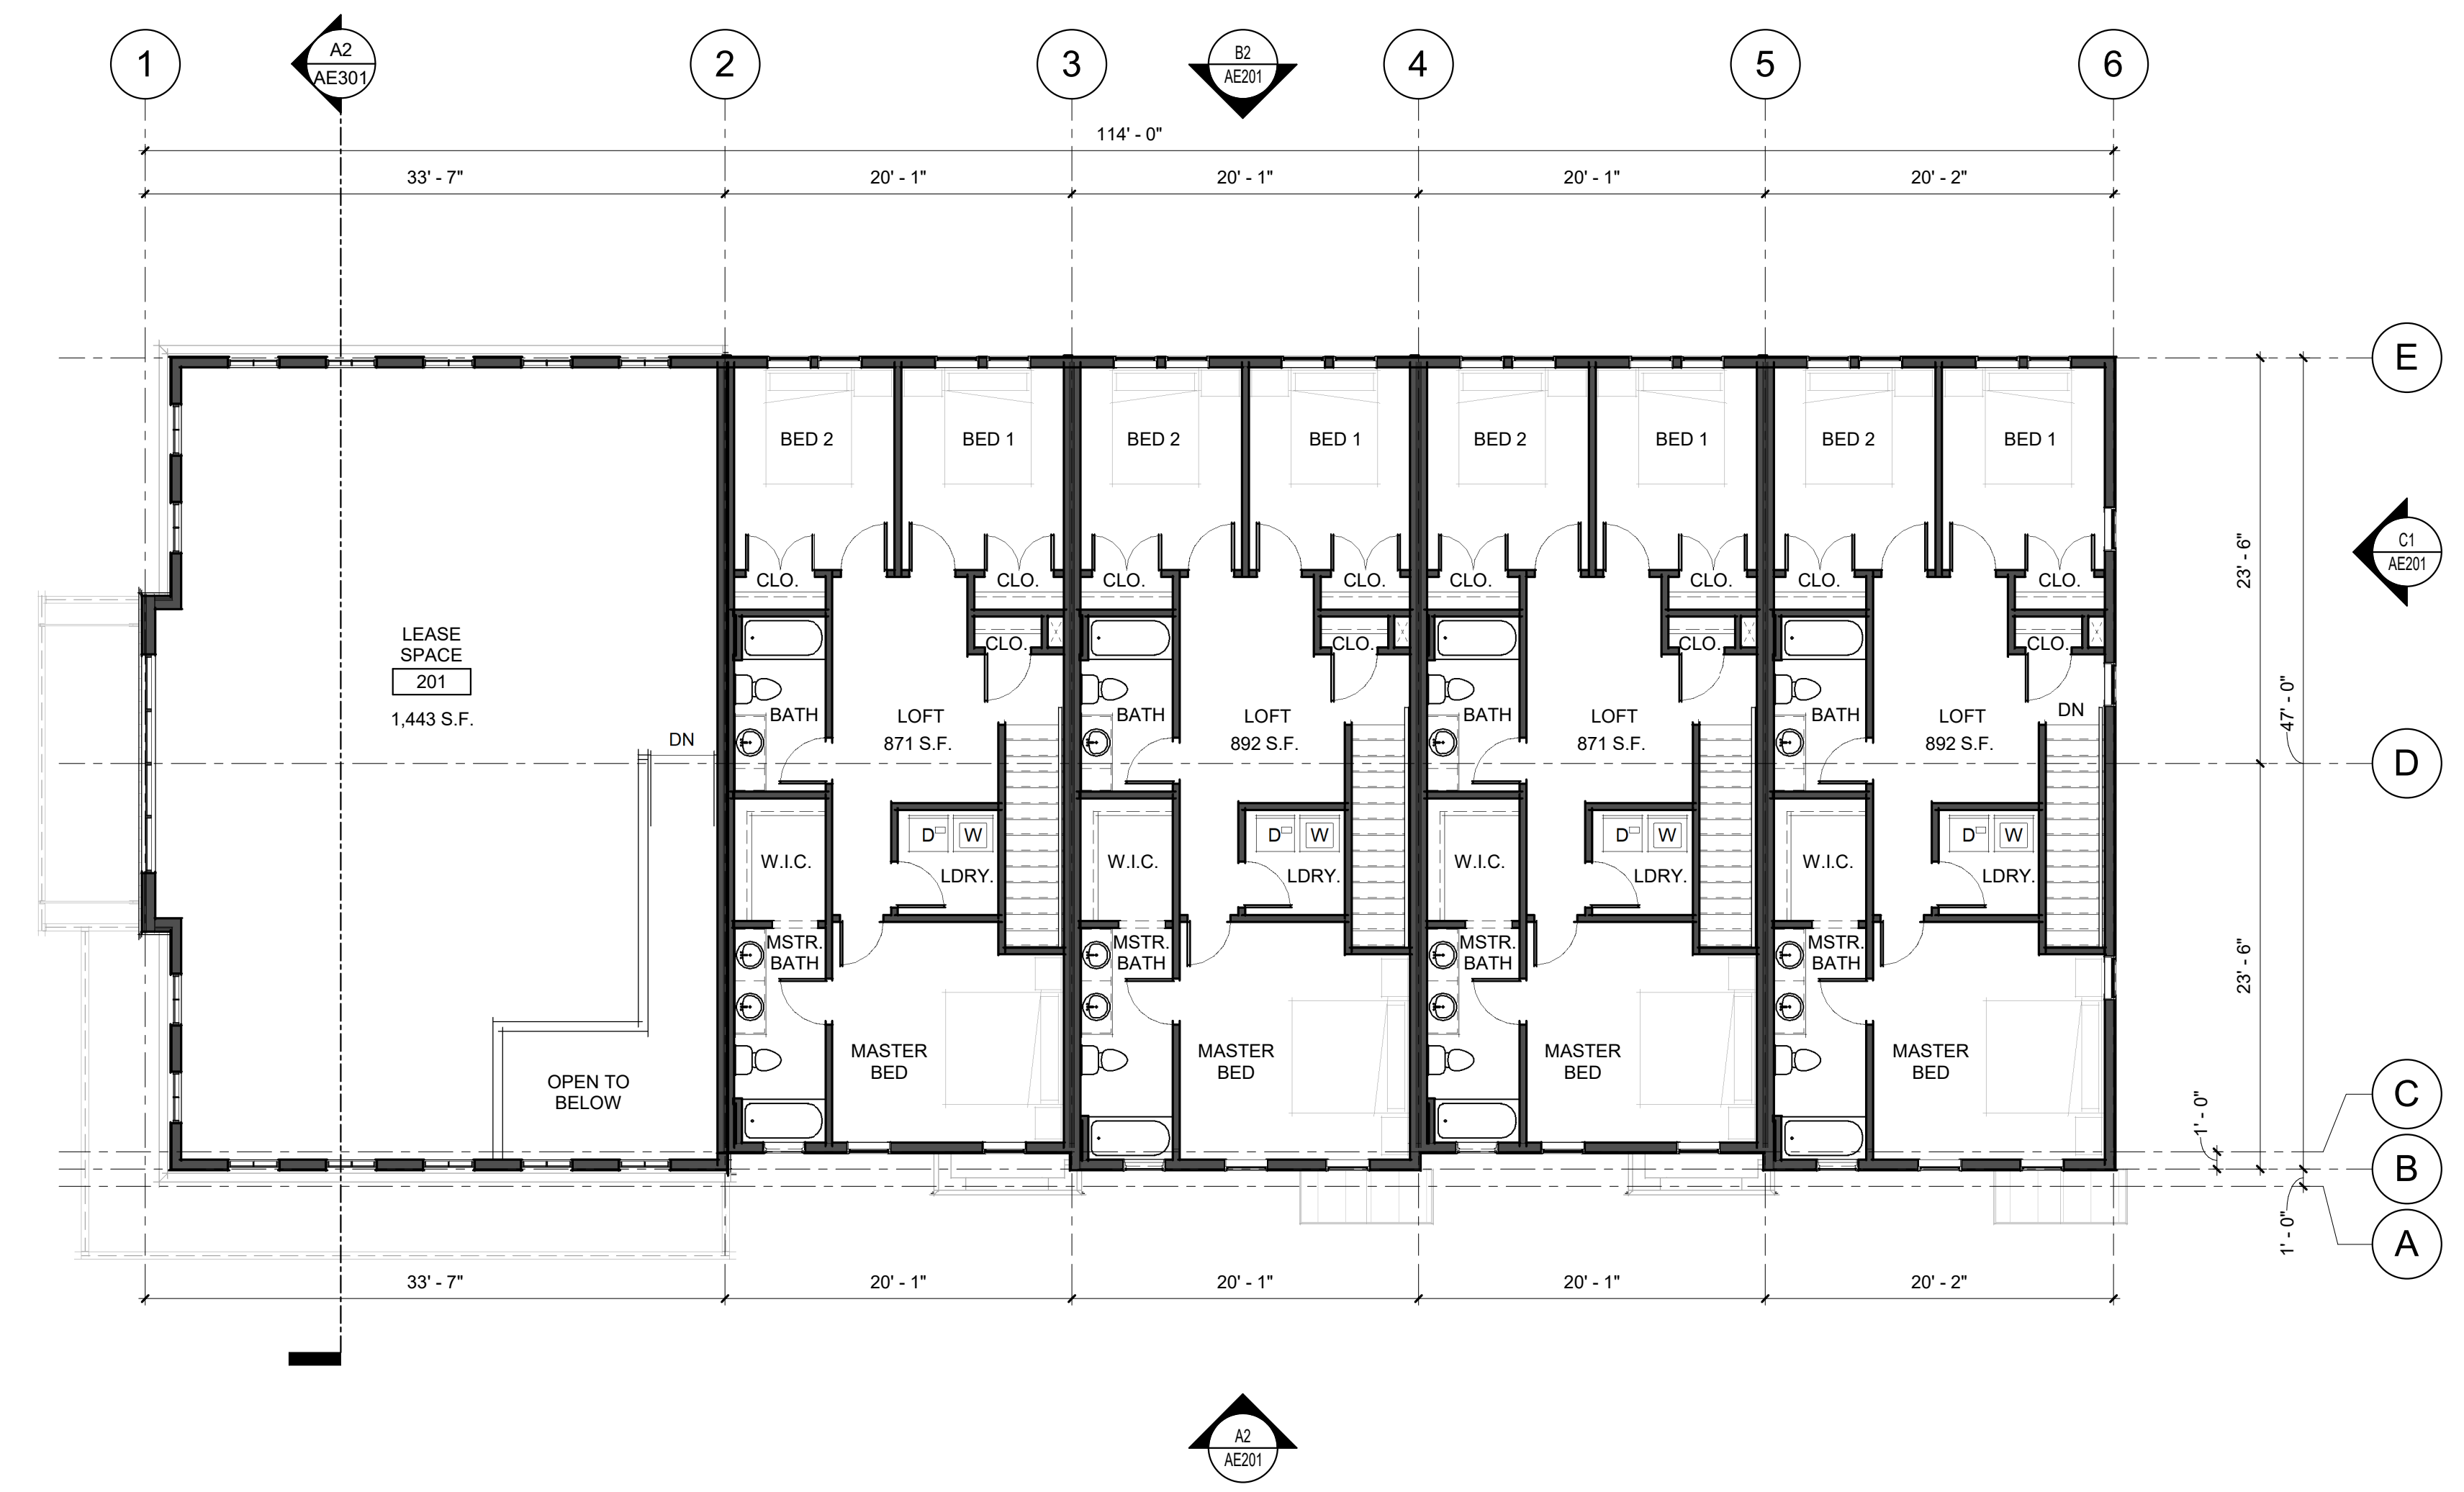 1
A2
AE301
2
3
B2
AE201
4
5
6
114' - 0"
33' - 7"
20' - 1"
20' - 1"
20' - 1"
20' - 2"
E
BED 2
BED 1
BED 2
BED 1
BED 2
BED 1
BED 2
BED 1
23' - 6"
C1
AE201
CLO.
CLO.
CLO.
CLO.
CLO.
CLO.
CLO.
CLO.
LEASE
SPACE
201
1,443 S.F.
CLO.
CLO.
CLO.
CLO.
47' - 0"
BATH
LOFT
871 S.F.
BATH
LOFT
892 S.F.
BATH
LOFT
871 S.F.
BATH
LOFT
892 S.F.
DN
DN
D
D
W
D
W
D
W
D
W
W.I.C.
LDRY.
W.I.C.
LDRY.
W.I.C.
LDRY.
W.I.C.
LDRY.
MSTR.
BATH
MSTR.
BATH
MSTR.
BATH
MSTR.
BATH
23' - 6"
MASTER
BED
MASTER
BED
MASTER
BED
MASTER
BED
OPEN TO
BELOW
C
1' - 0"
B
1' - 0"
A
33' - 7"
20' - 1"
20' - 1"
20' - 1"
20' - 2"
A2
AE201